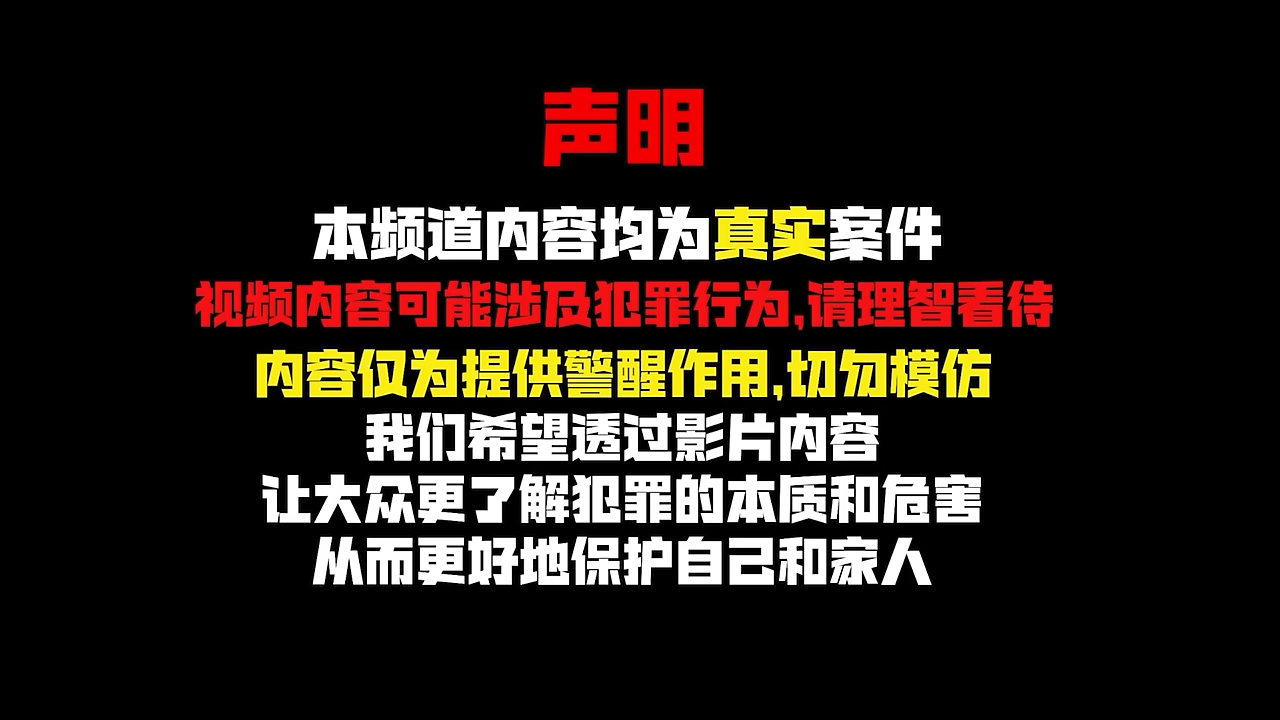 声明
本频道内容均为真实案件
视频内容可能涉及犯罪行为,请理智看待
内容仅为提供警醒作用,切勿模仿
我们希望透过影片内容
让大众更了解犯罪的本质和危害
从而更好地保护自己和家人